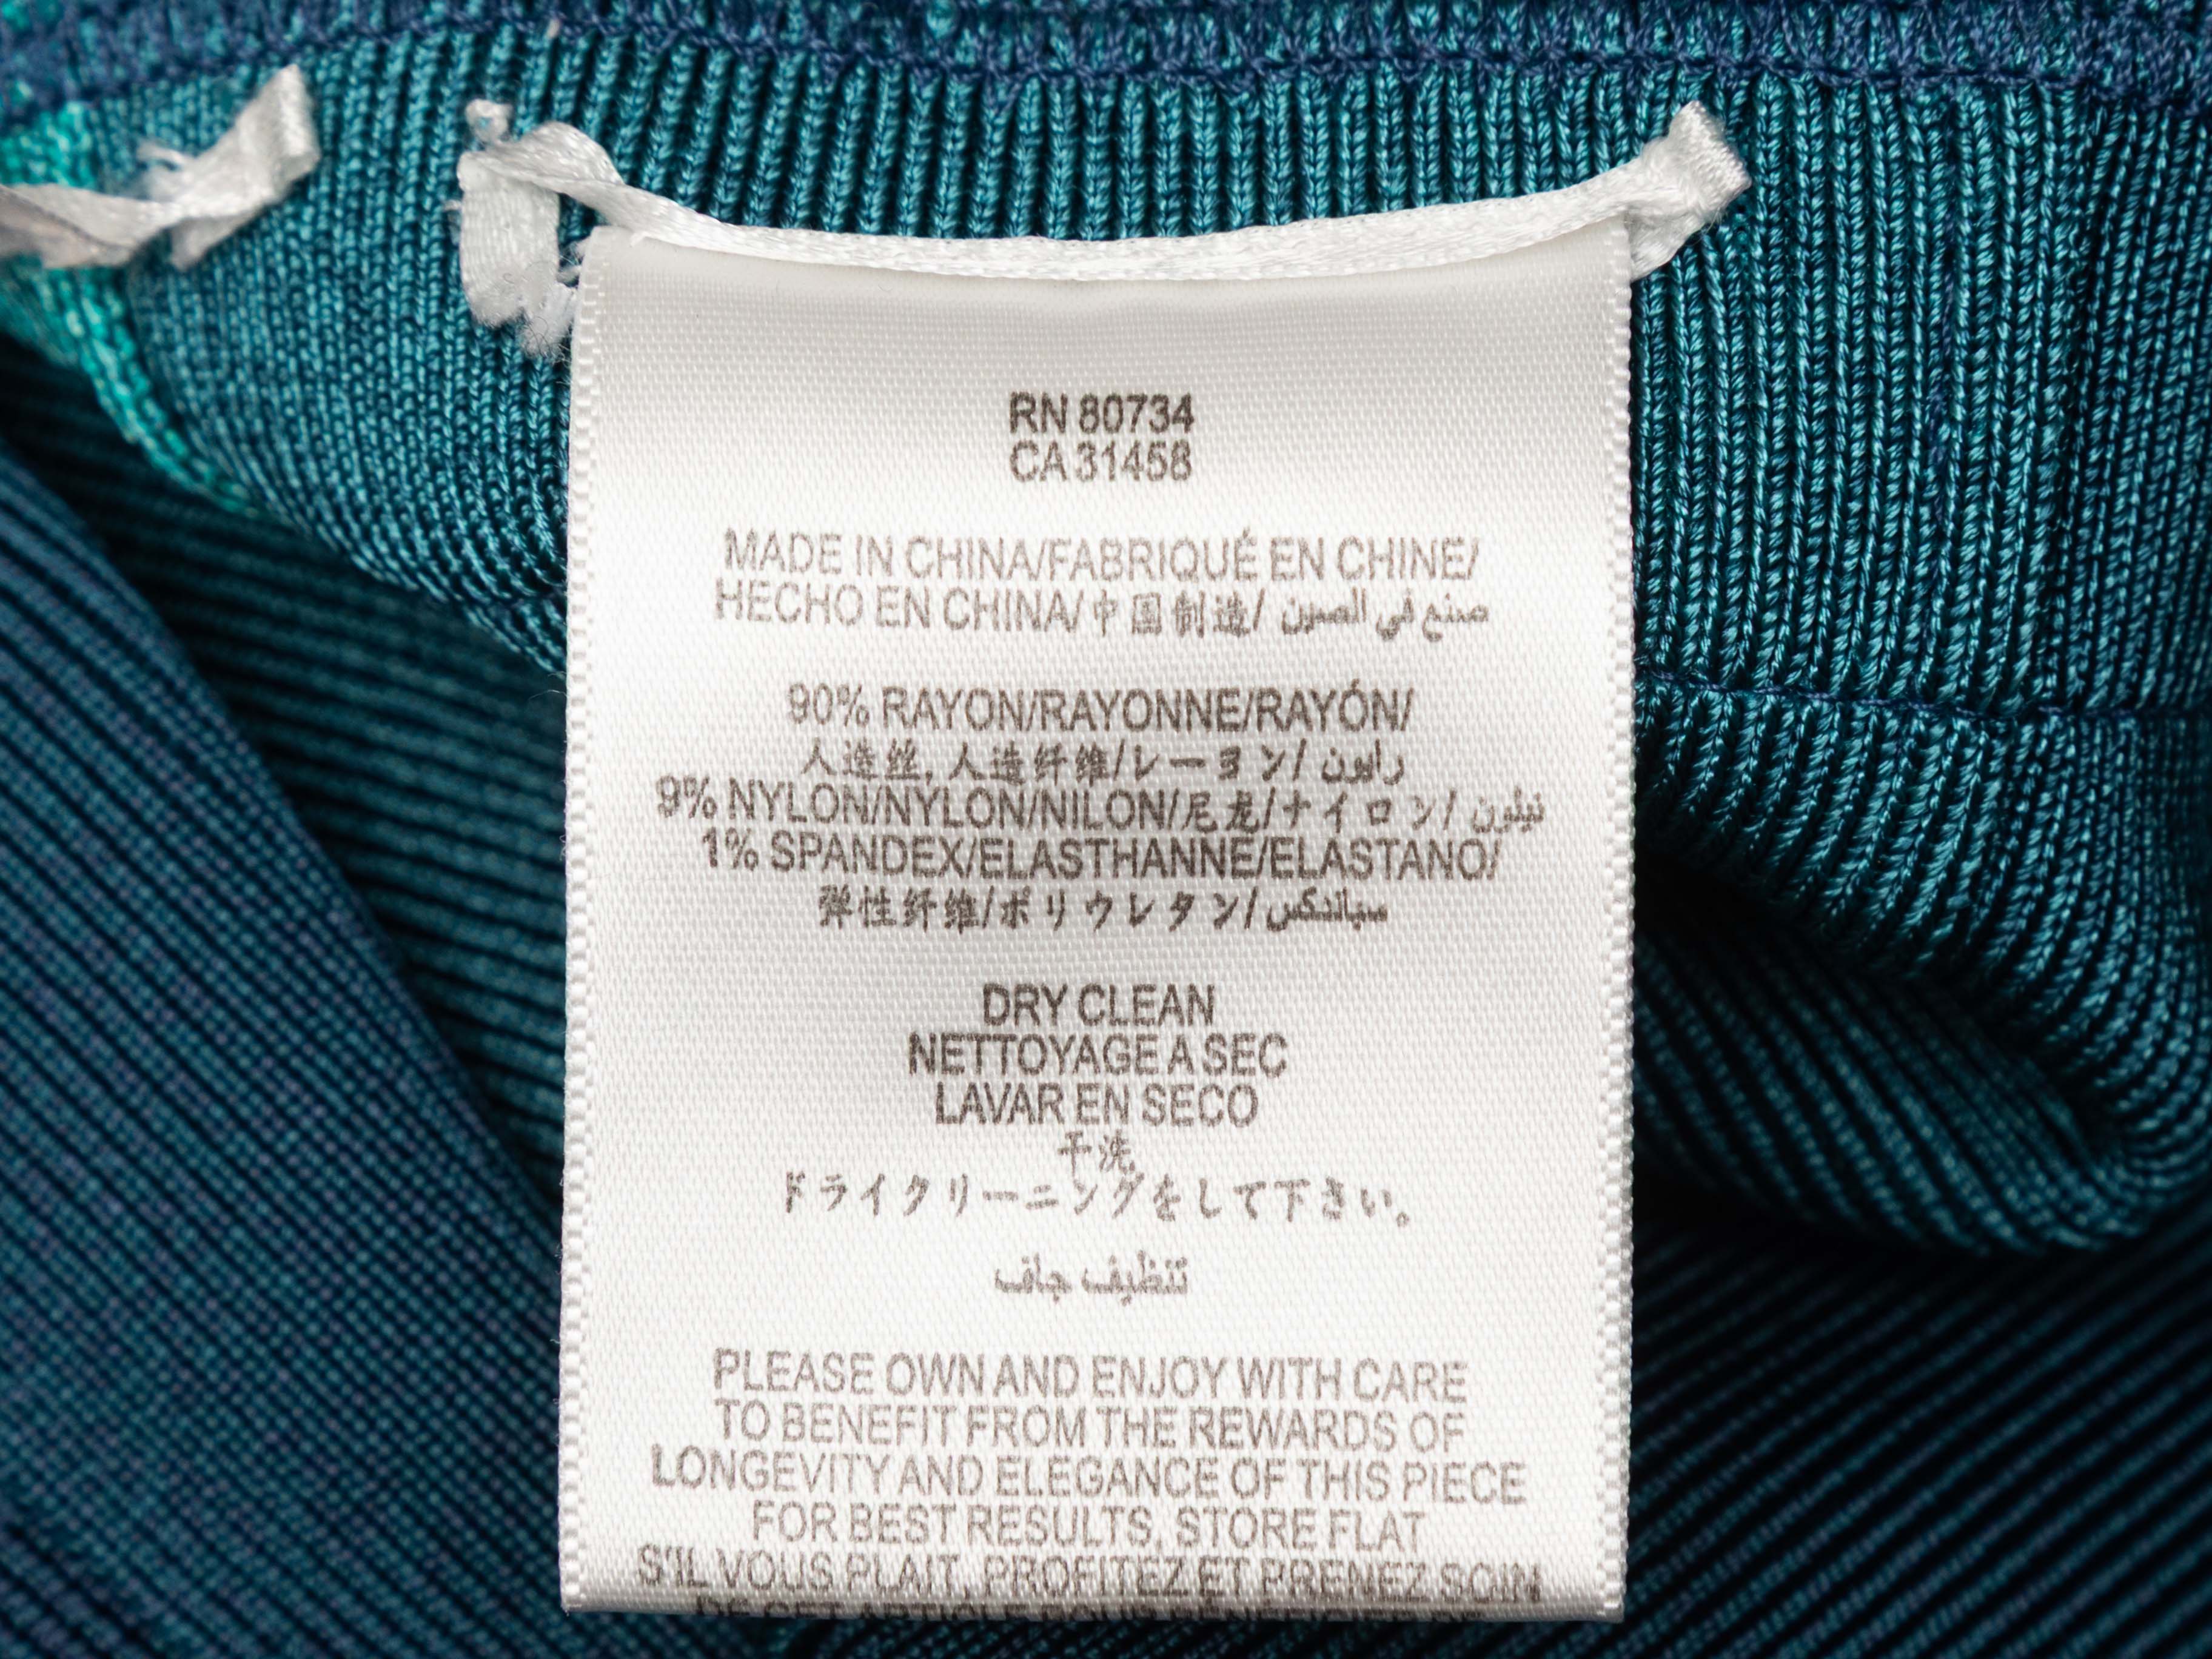 RN 80734
CA 31458
MADE IN CHINA/FABRIQUÉ EN CHINE/
HECHO EN CHINA/中国制造/ صنع في الصين
90% RAYON/RAYONNE/RAYÓN/
人造丝, 人造纤维/レーヨン/ رايون
9% NYLON/NYLON/NILON/尼龙/ナイロン/ نيلون
1% SPANDEX/ELASTHANNE/ELASTANO/
弹性纤维/ポリウレタン/ سباندكس
DRY CLEAN
NETTOYAGE A SEC
LAVAR EN SECO
干洗
ドライクリーニングをして下さい。
تنظيف جاف
PLEASE OWN AND ENJOY WITH CARE
TO BENEFIT FROM THE REWARDS OF
LONGEVITY AND ELEGANCE OF THIS PIECE
FOR BEST RESULTS, STORE FLAT
S'IL VOUS PLAIT, PROFITEZ ET PRENEZ SOIN